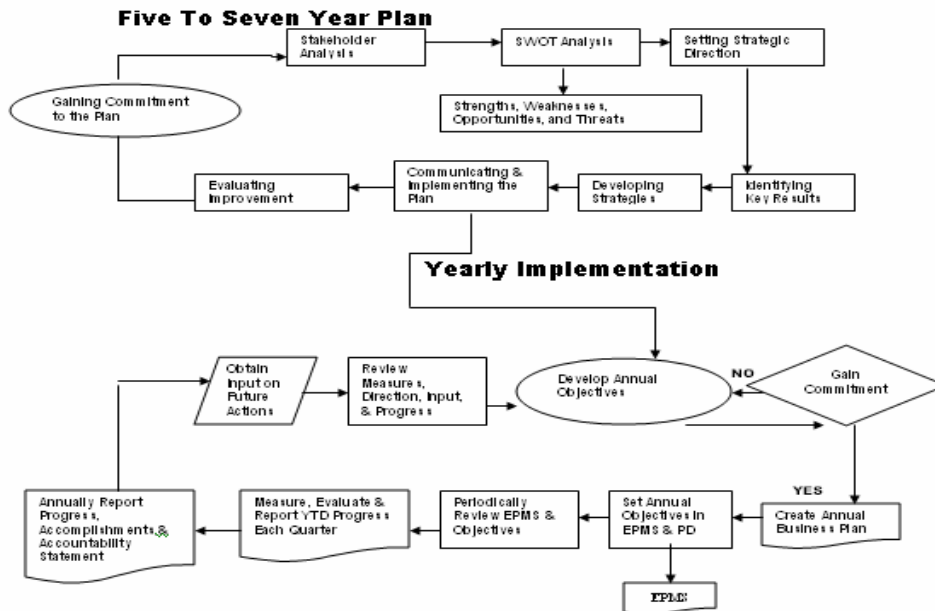 Five To Seven Year Plan
Stakeholder
Analysis
SWOT Analysis
Setting Strategic
Direction
Gaining Commitment
to the Plan
Strengths, Weaknesses,
Opportunities, and Threats
Communicating &
Implementing the
Plan
Evaluating
Improvement
Developing
Strategies
Identifying
Key Results
Yearly Implementation
Obtain
Input on
Future
Actions
Review
Measures,
Direction, Input,
& Progress
Develop Annual
Objectives
NO
Gain
Commitment
YES
Annually Report
Progress,
Accomplishments,&
Accountability
Statement
Measure, Evaluate &
Report YTD Progress
Each Quarter
Periodically
Review EPMS &
Objectives
Set Annual
Objectives in
EPMS & PD
Create Annual
Business Plan
EPMS